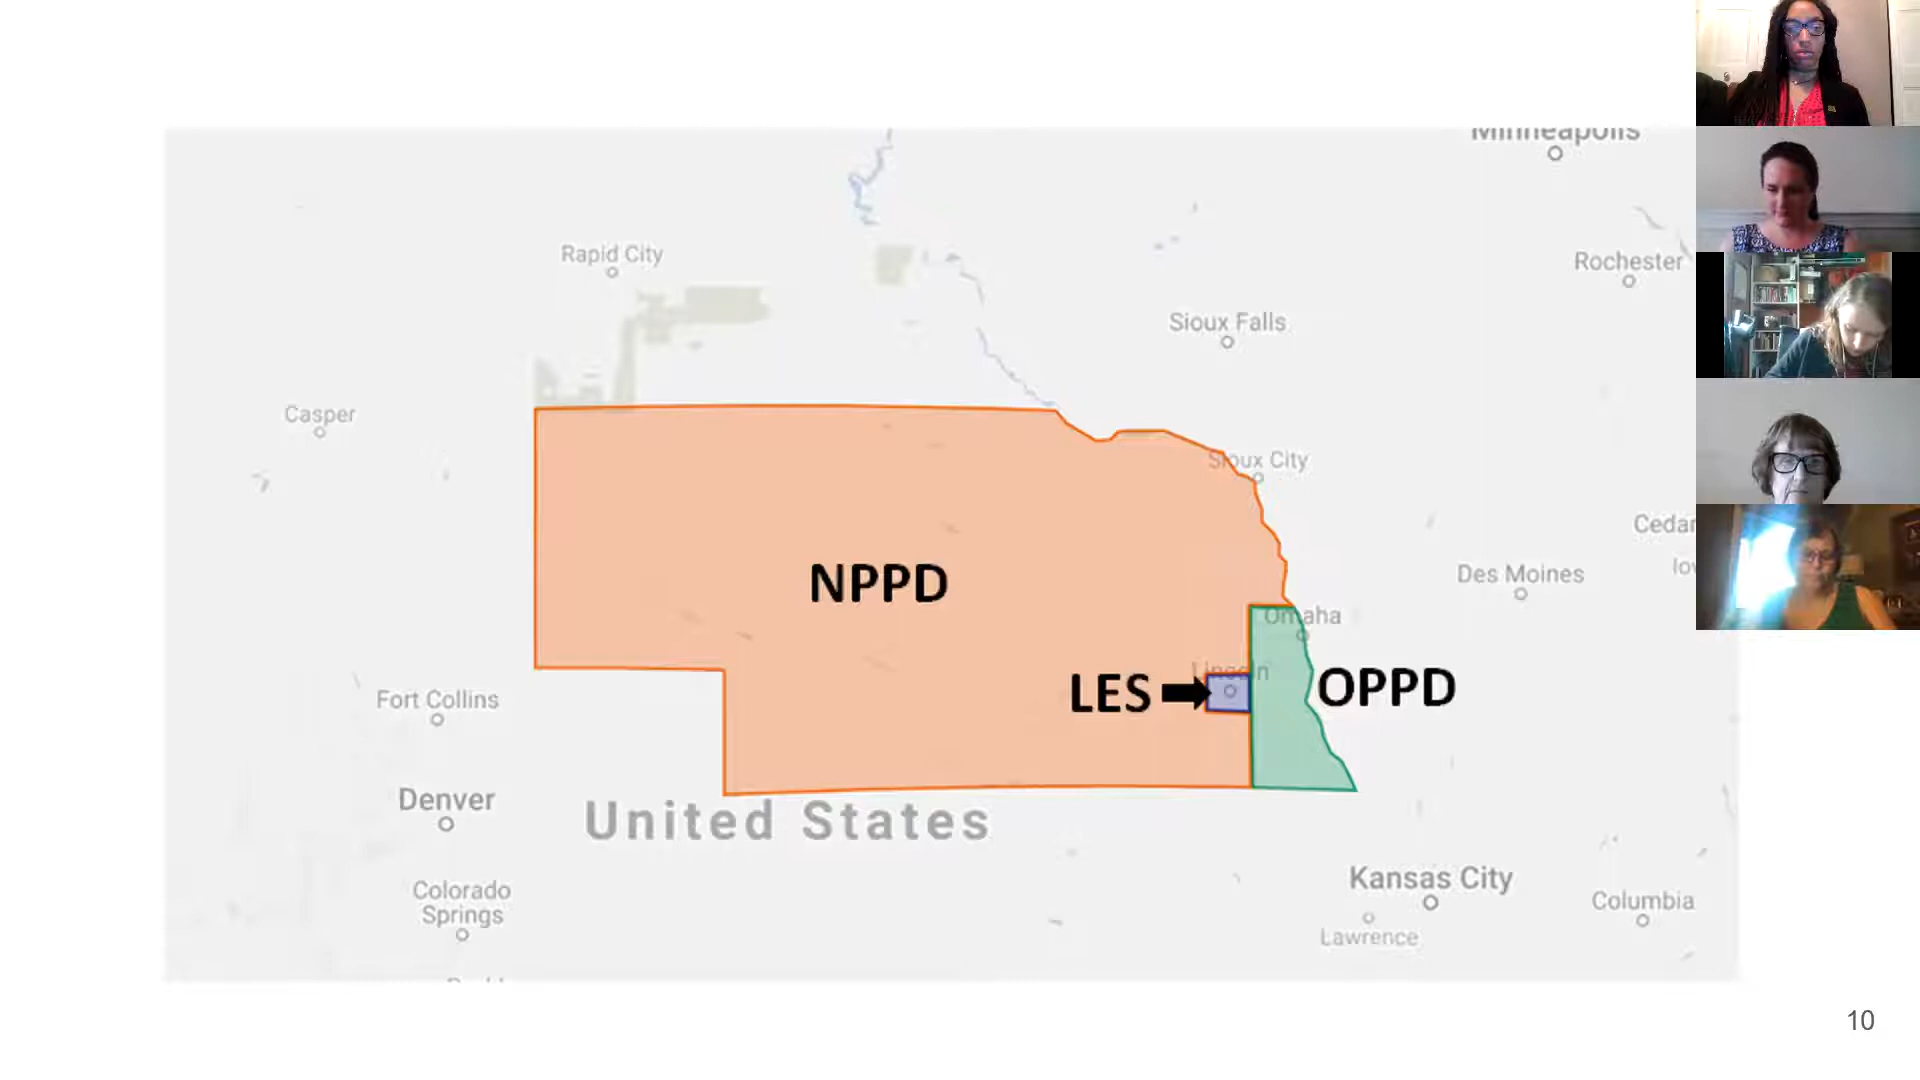 Minneapolis
Rapid City
Rochester
Sioux Falls
Casper
Sioux City
Cedar
Des Moines
NPPD
Omaha
Lincoln
LES
OPPD
Fort Collins
Denver
United States
Kansas City
Colorado
Springs
Columbia
Lawrence
10